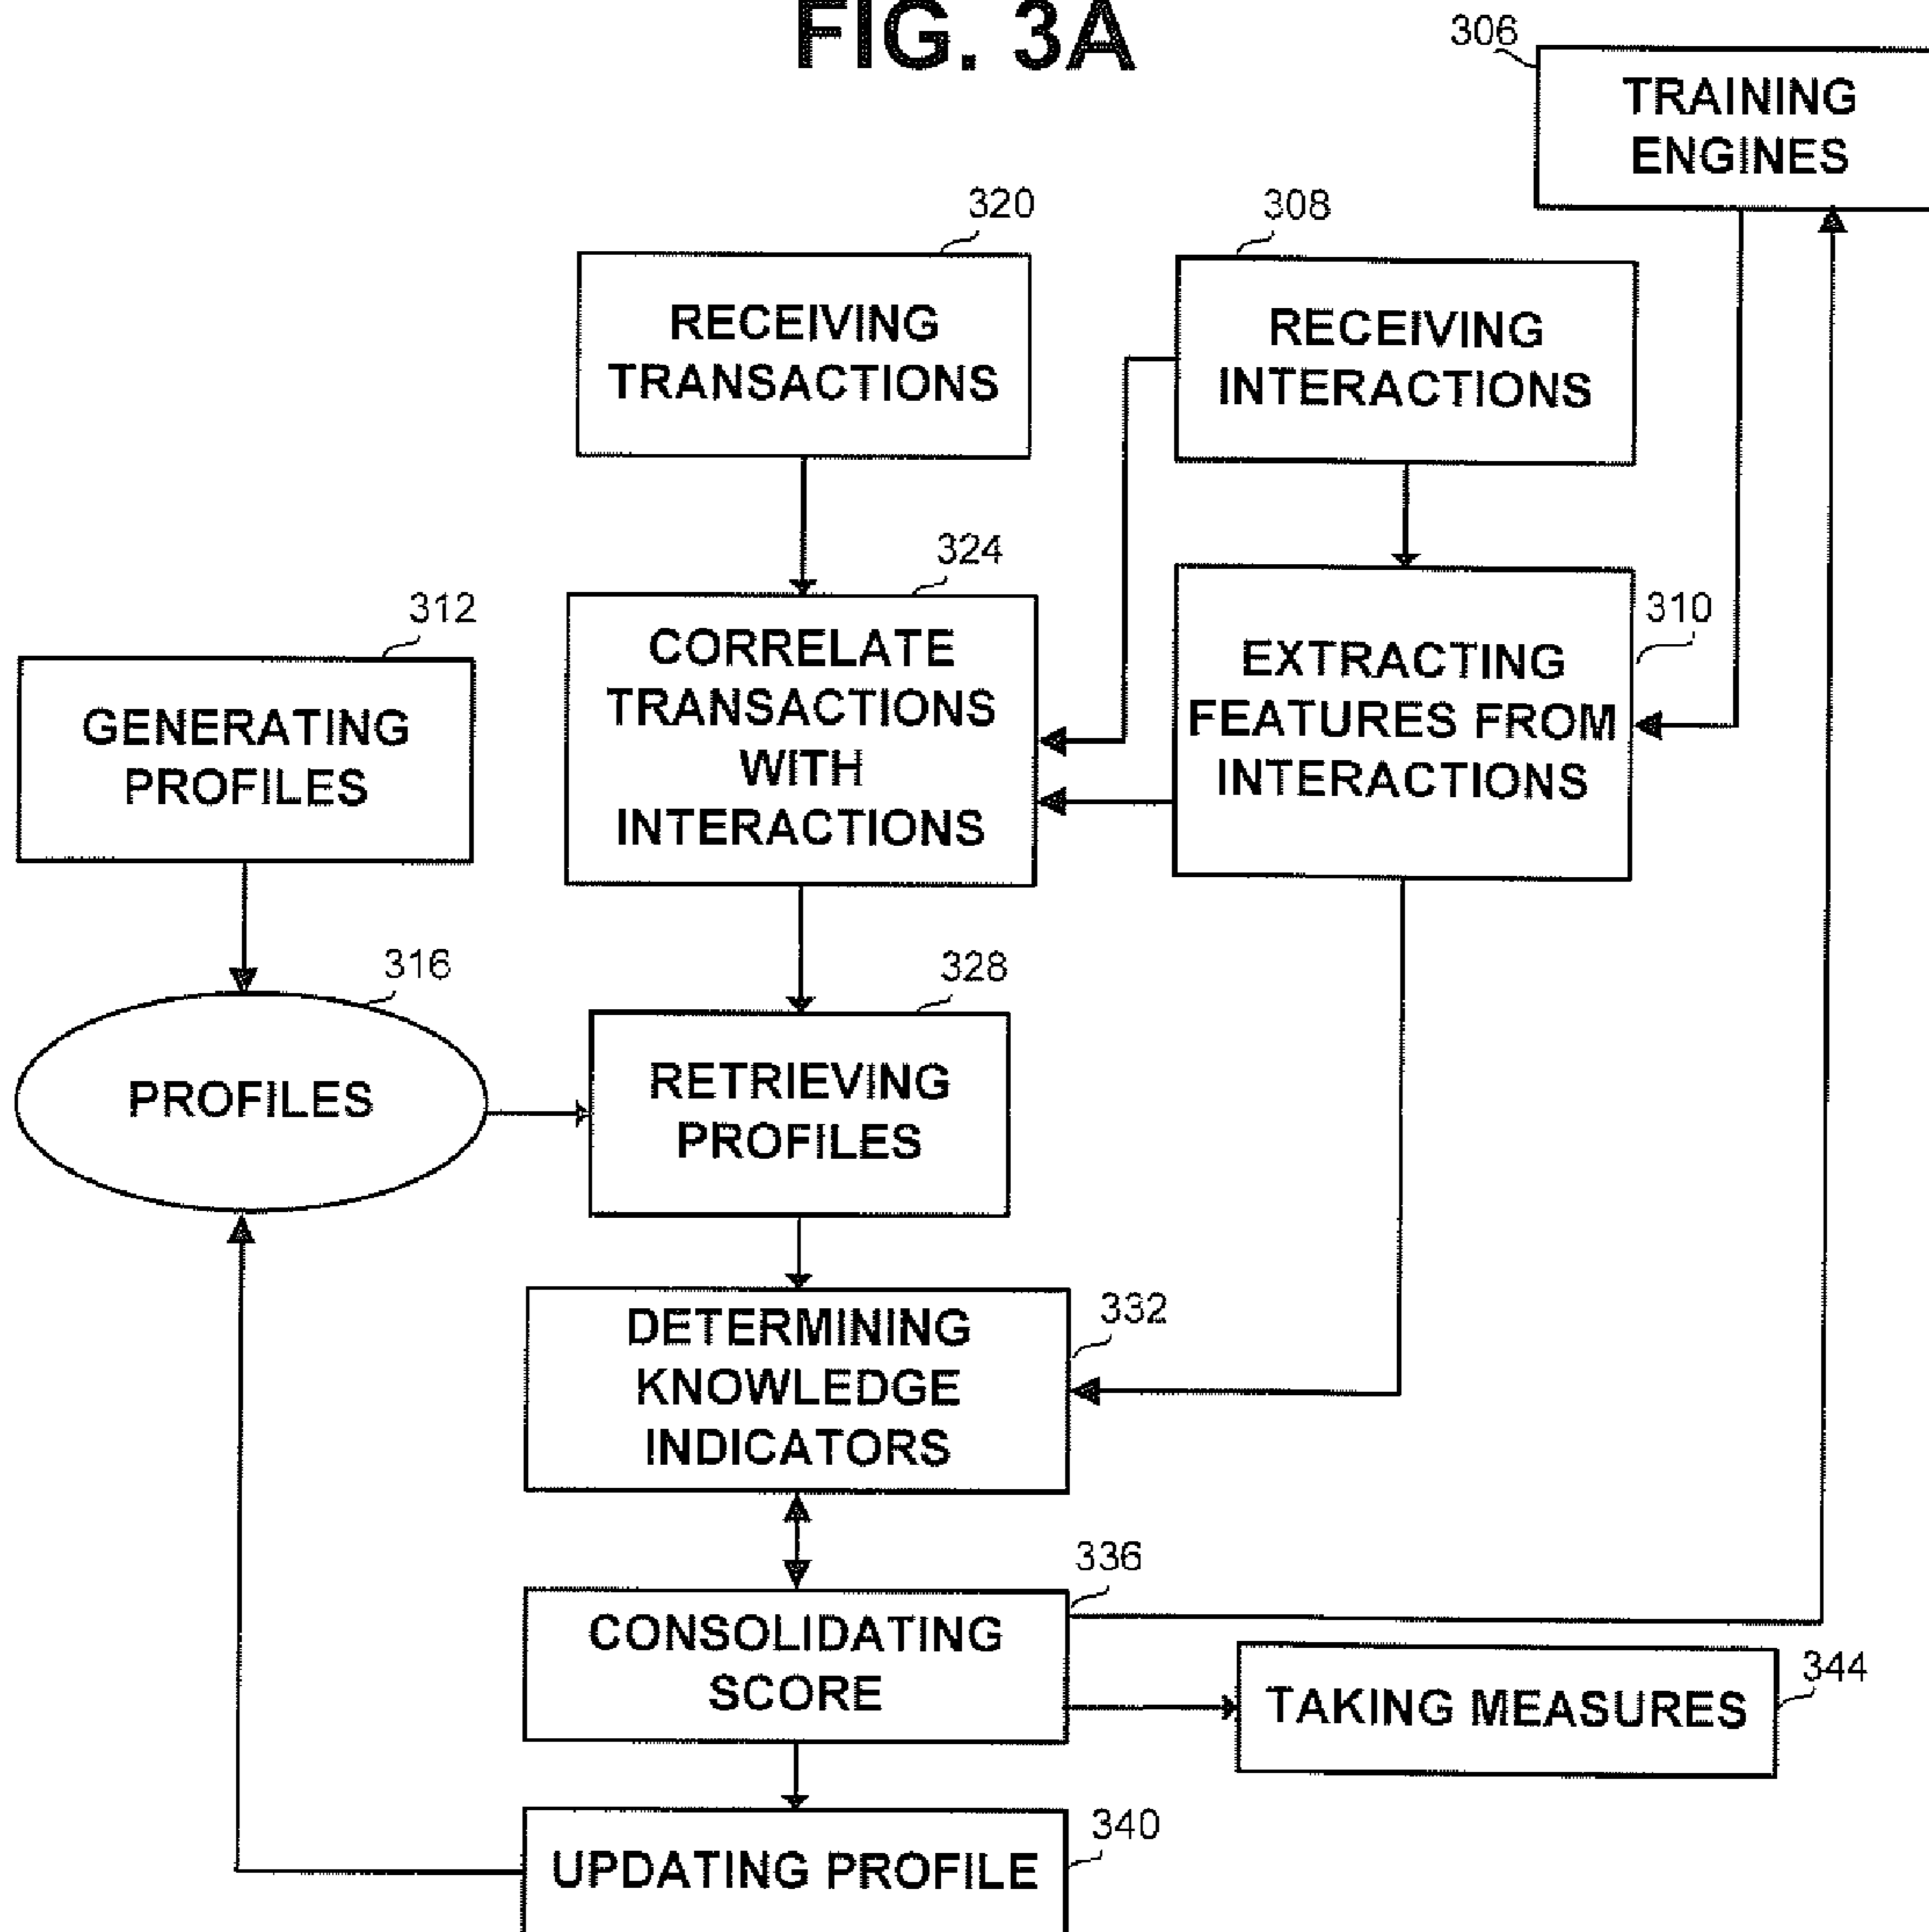 FIG. 3A
306
TRAINING
ENGINES
320
RECEIVING
TRANSACTIONS
308
RECEIVING
INTERACTIONS
324
CORRELATE
TRANSACTIONS
WITH
INTERACTIONS
310
EXTRACTING
FEATURES FROM
INTERACTIONS
312
GENERATING
PROFILES
316
PROFILES
328
RETRIEVING
PROFILES
332
DETERMINING
KNOWLEDGE
INDICATORS
336
CONSOLIDATING
SCORE
344
TAKING MEASURES
340
UPDATING PROFILE